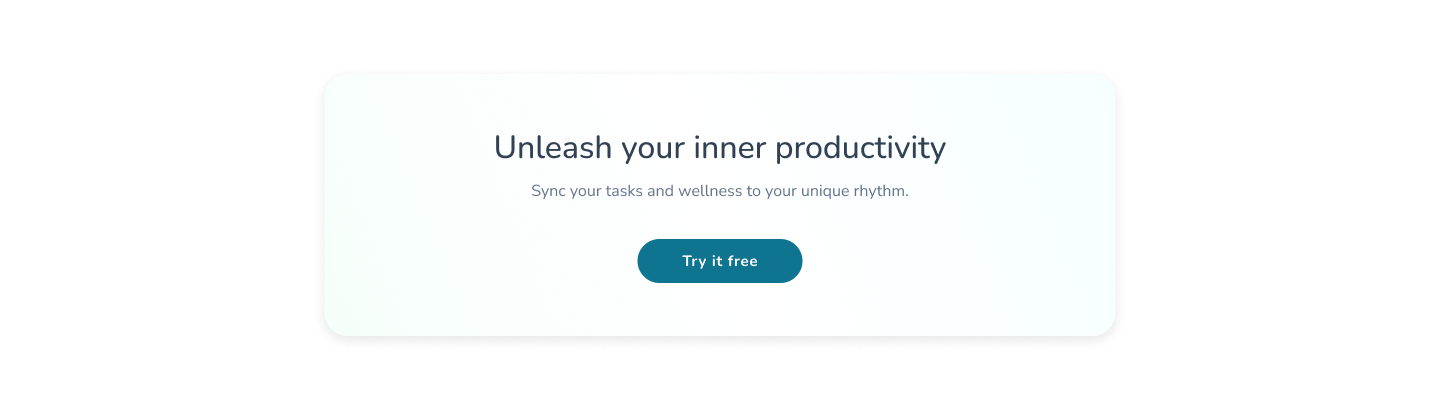 Unleash your inner productivity
Sync your tasks and wellness to your unique rhythm.
Try it free